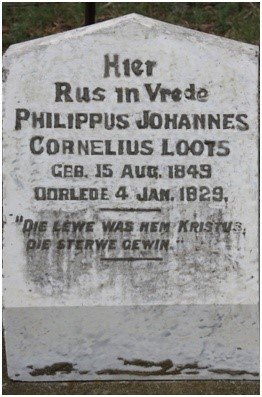 Hier
Rus in Vrede
Philippus Johannes
Cornelius Loots
Geb. 15 Aug. 1849
Oorlede 4 Jan. 1829.
"Die lewe was hem Kristus,
Die sterwe gewin."